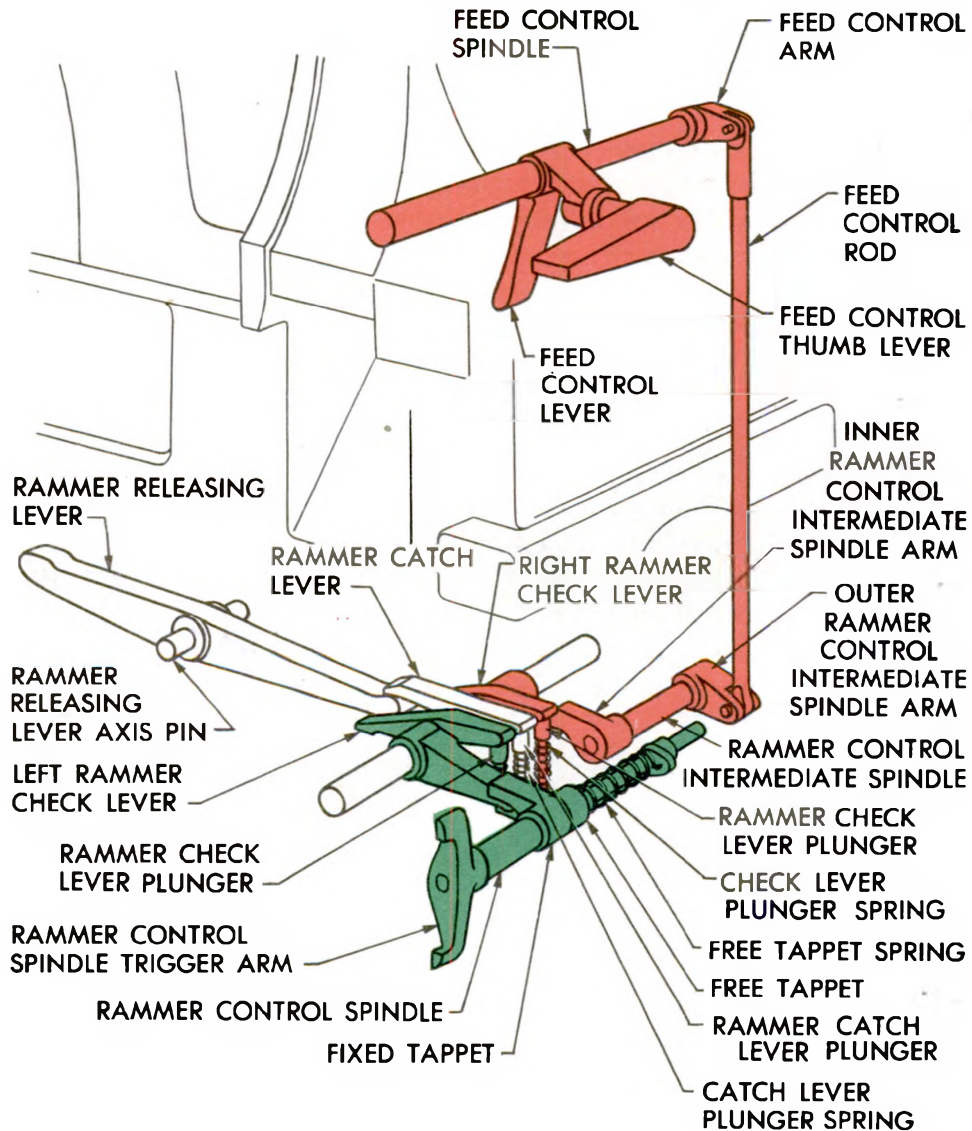 FEED CONTROL
SPINDLE
FEED CONTROL
ARM
FEED
CONTROL
ROD
FEED CONTROL
THUMB LEVER
FEED
CONTROL
LEVER
INNER
RAMMER
CONTROL
INTERMEDIATE
SPINDLE ARM
RAMMER RELEASING
LEVER
RAMMER CATCH
LEVER
RIGHT RAMMER
CHECK LEVER
OUTER
RAMMER
CONTROL
INTERMEDIATE
SPINDLE ARM
RAMMER
RELEASING
LEVER AXIS PIN
LEFT RAMMER
CHECK LEVER
RAMMER CONTROL
INTERMEDIATE SPINDLE
RAMMER CHECK
LEVER PLUNGER
RAMMER CHECK
LEVER PLUNGER
CHECK LEVER
PLUNGER SPRING
RAMMER CONTROL
SPINDLE TRIGGER ARM
FREE TAPPET SPRING
FREE TAPPET
RAMMER CONTROL SPINDLE
RAMMER CATCH
LEVER PLUNGER
FIXED TAPPET
CATCH LEVER
PLUNGER SPRING